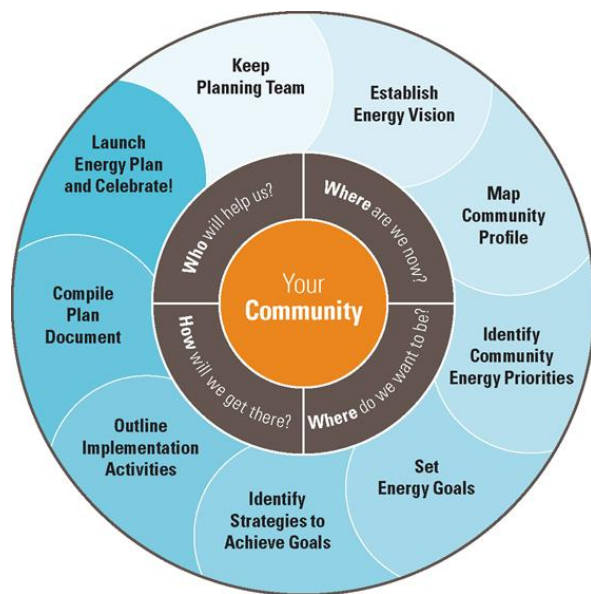 Keep
Planning Team
Establish
Energy Vision
Map
Community
Profile
Identify
Community
Energy Priorities
Set
Energy Goals
Identify
Strategies to
Achieve Goals
Outline
Implementation
Activities
Compile
Plan
Document
Launch
Energy Plan
and Celebrate!
Who will help us?
Where are we now?
Where do we want to be?
How will we get there?
Your
Community